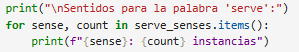 print("\nSentidos para la palabra 'serve':")
for sense, count in serve_senses.items():
    print(f"{sense}: {count} instancias")